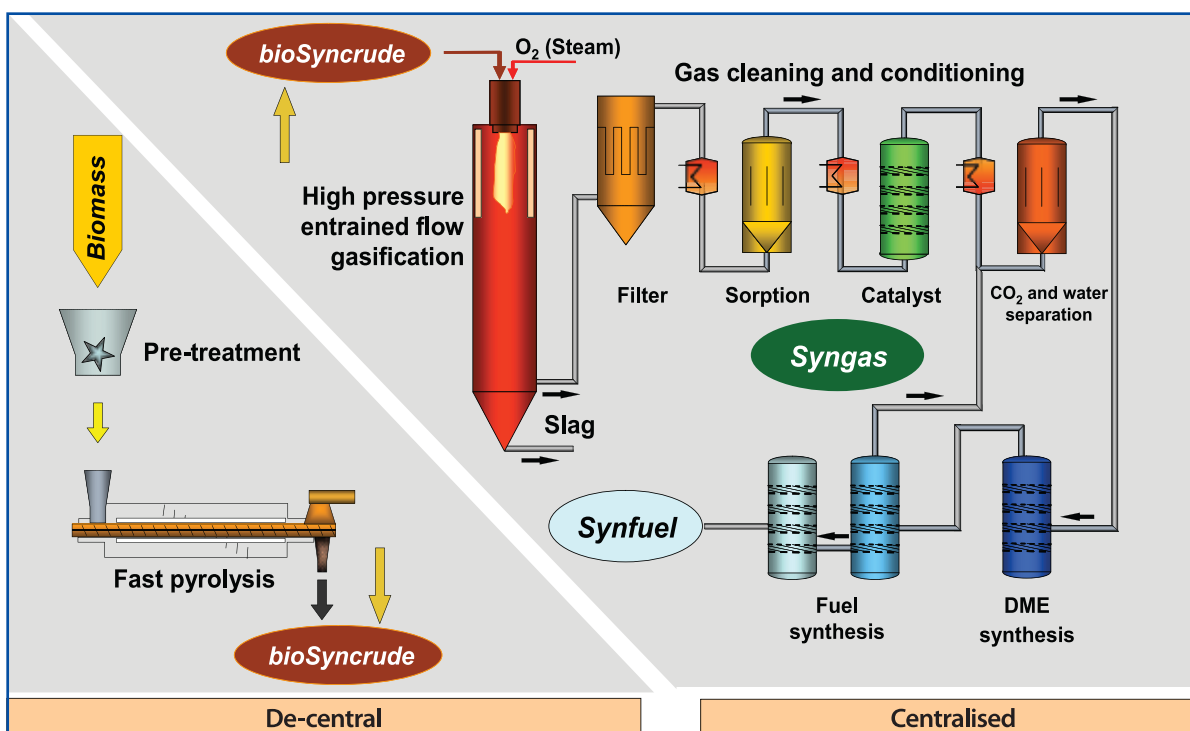 bioSyncrude
O₂ (Steam)
Gas cleaning and conditioning
Biomass
High pressure
entrained flow
gasification
Filter
Sorption
Catalyst
CO₂ and water
separation
Pre-treatment
Syngas
Slag
Synfuel
Fast pyrolysis
Fuel
synthesis
DME
synthesis
bioSyncrude
De-central
Centralised